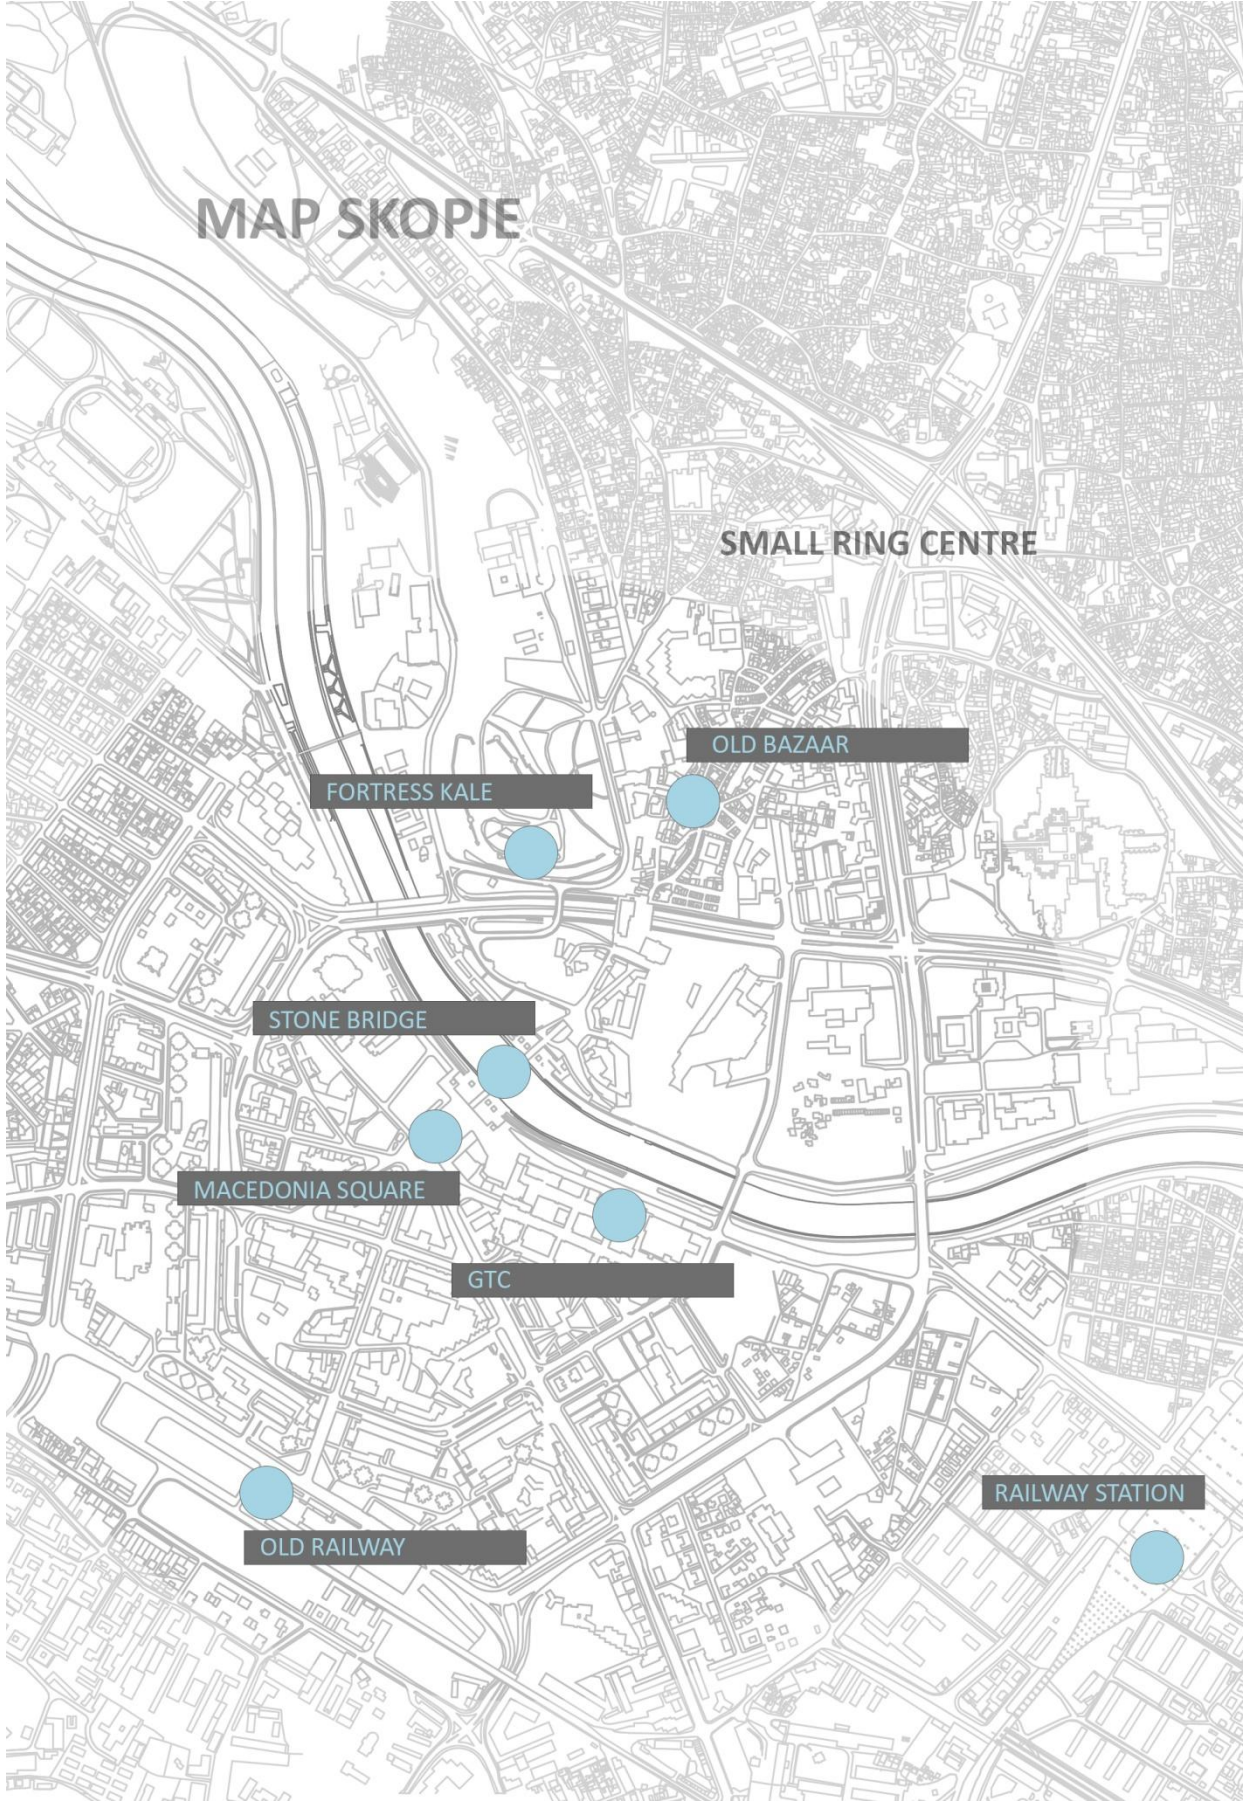 MAP SKOPJE
SMALL RING CENTRE
OLD BAZAAR
FORTRESS KALE
STONE BRIDGE
MACEDONIA SQUARE
GTC
RAILWAY STATION
OLD RAILWAY